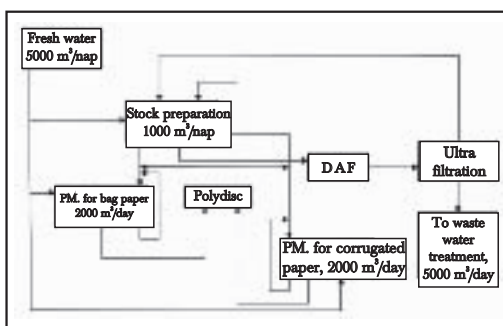 Fresh water
5000 m³/nap
Stock preparation
1000 m³/nap
DAF
Ultra
filtration
PM. for bag paper
2000 m³/day
Polydisc
PM. for corrugated
paper, 2000 m³/day
To waste
water
treatment,
5000 m³/day